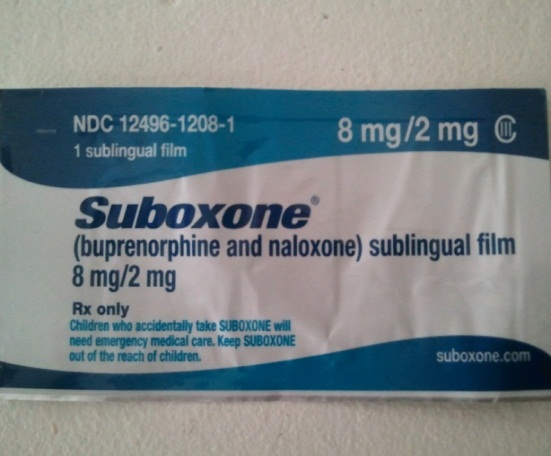 NDC 12496-1208-1
8 mg/2 mg CIII
1 sublingual film
Suboxone®
(buprenorphine and naloxone) sublingual film
8 mg/2 mg
Rx only
Children who accidentally take SUBOXONE will
need emergency medical care. Keep SUBOXONE
out of the reach of children.
suboxone.com